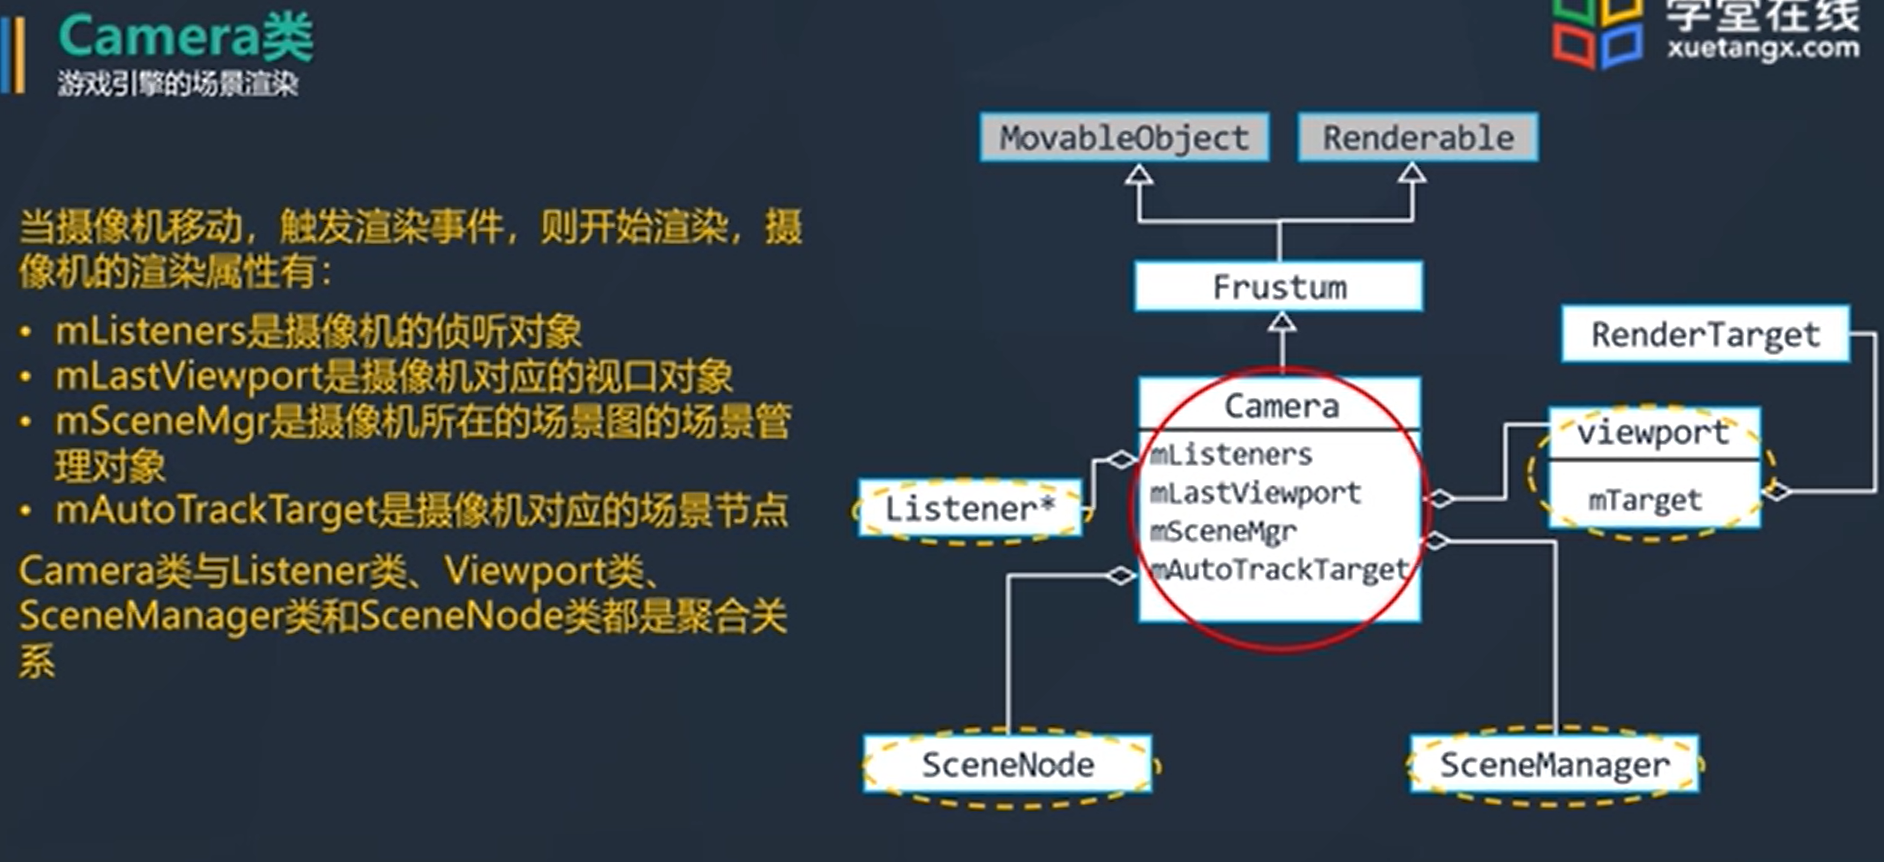 Camera类
游戏引擎的场景渲染
学堂在线
xuetangx.com
当摄像机移动，触发渲染事件，则开始渲染，摄
像机的渲染属性有：
• mListeners是摄像机的侦听对象
• mLastViewport是摄像机对应的视口对象
• mSceneMgr是摄像机所在的场景图的场景管
理对象
• mAutoTrackTarget是摄像机对应的场景节点
Camera类与Listener类、Viewport类、
SceneManager类和SceneNode类都是聚合关
系
MovableObject
Renderable
Frustum
RenderTarget
Camera
mListeners
mLastViewport
mSceneMgr
mAutoTrackTarget
viewport
mTarget
Listener*
SceneNode
SceneManager